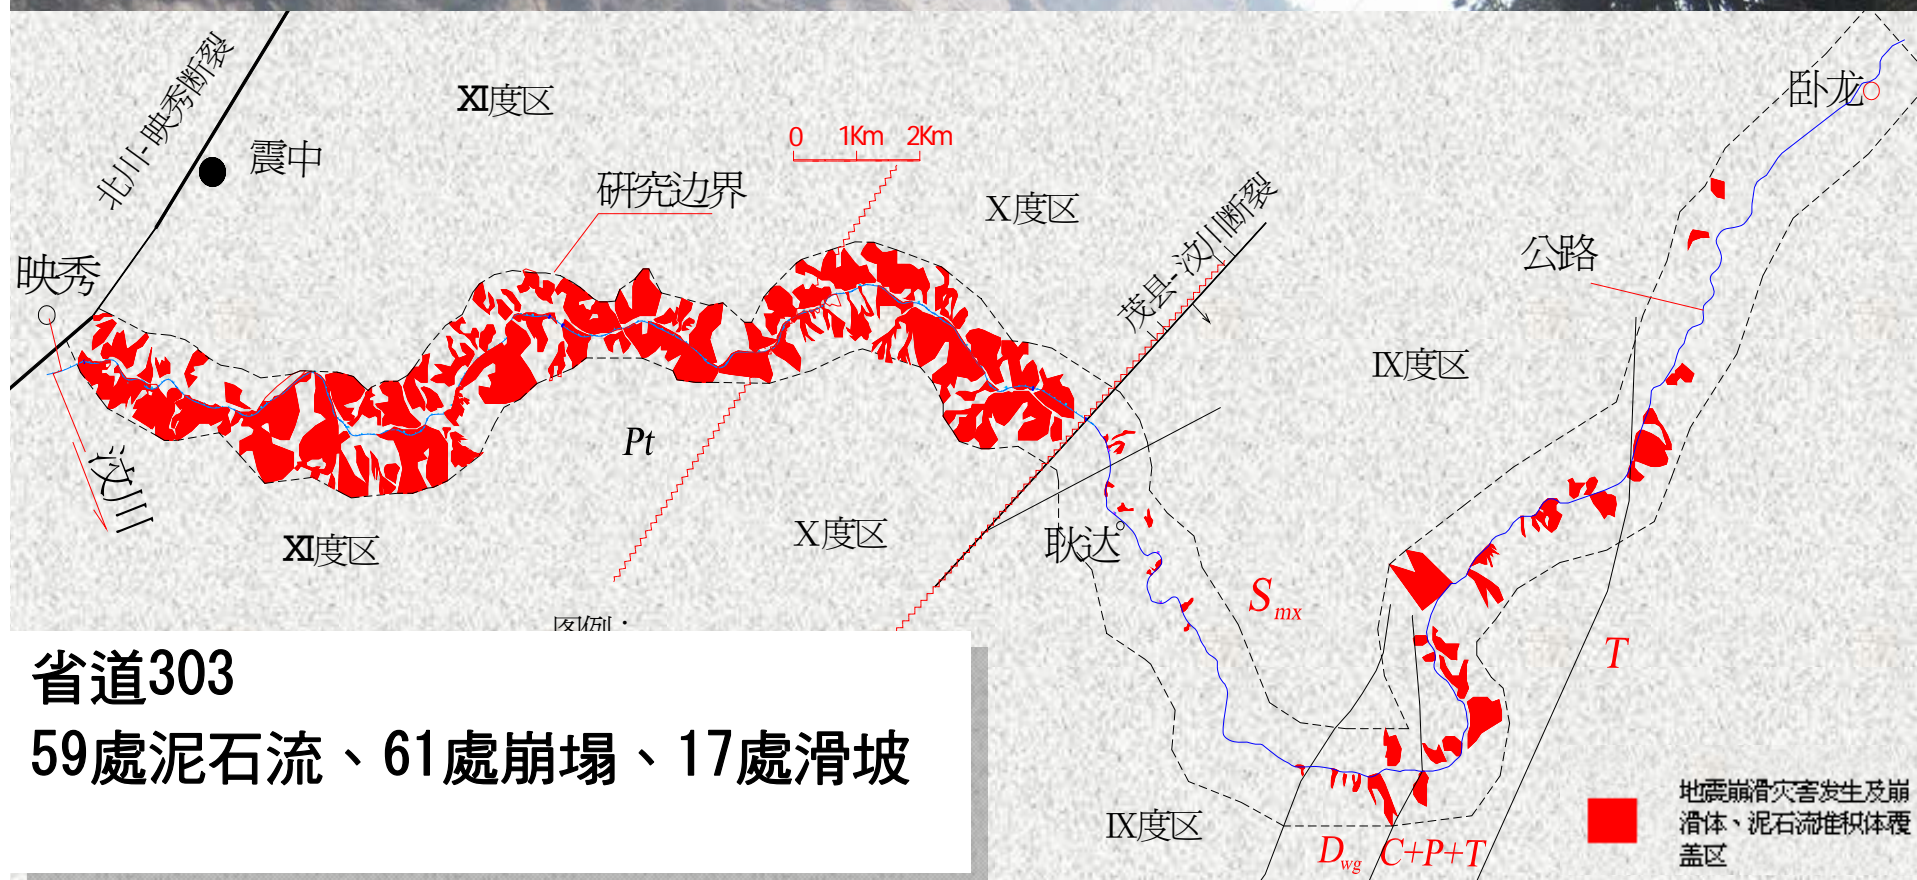 北川-映秀断裂
震中
XI度区
0 1Km 2Km
研究边界
X度区
茂县-汶川断裂
卧龙
公路
映秀
IX度区
汶川
Pt
XI度区
X度区
耿达
Smx
T
图例：
省道303
59處泥石流、61處崩塌、17處滑坡
IX度区
Dwg
C+P+T
地震崩滑灾害发生及崩
滑体、泥石流堆积体覆
盖区